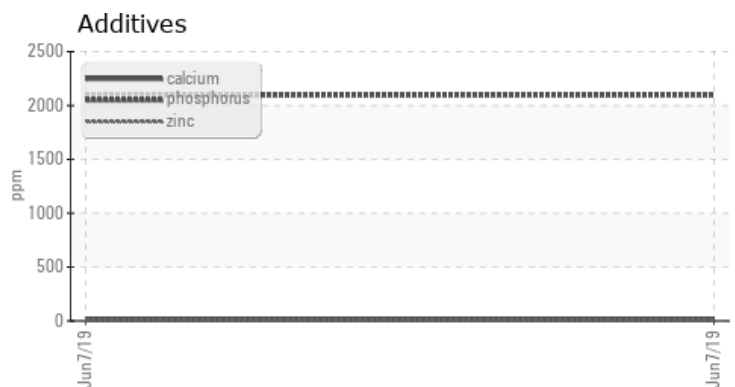 Additives
2500
2000
1500
1000
500
0
ppm
calcium
phosphorus
zinc
Jun7/19
Jun7/19